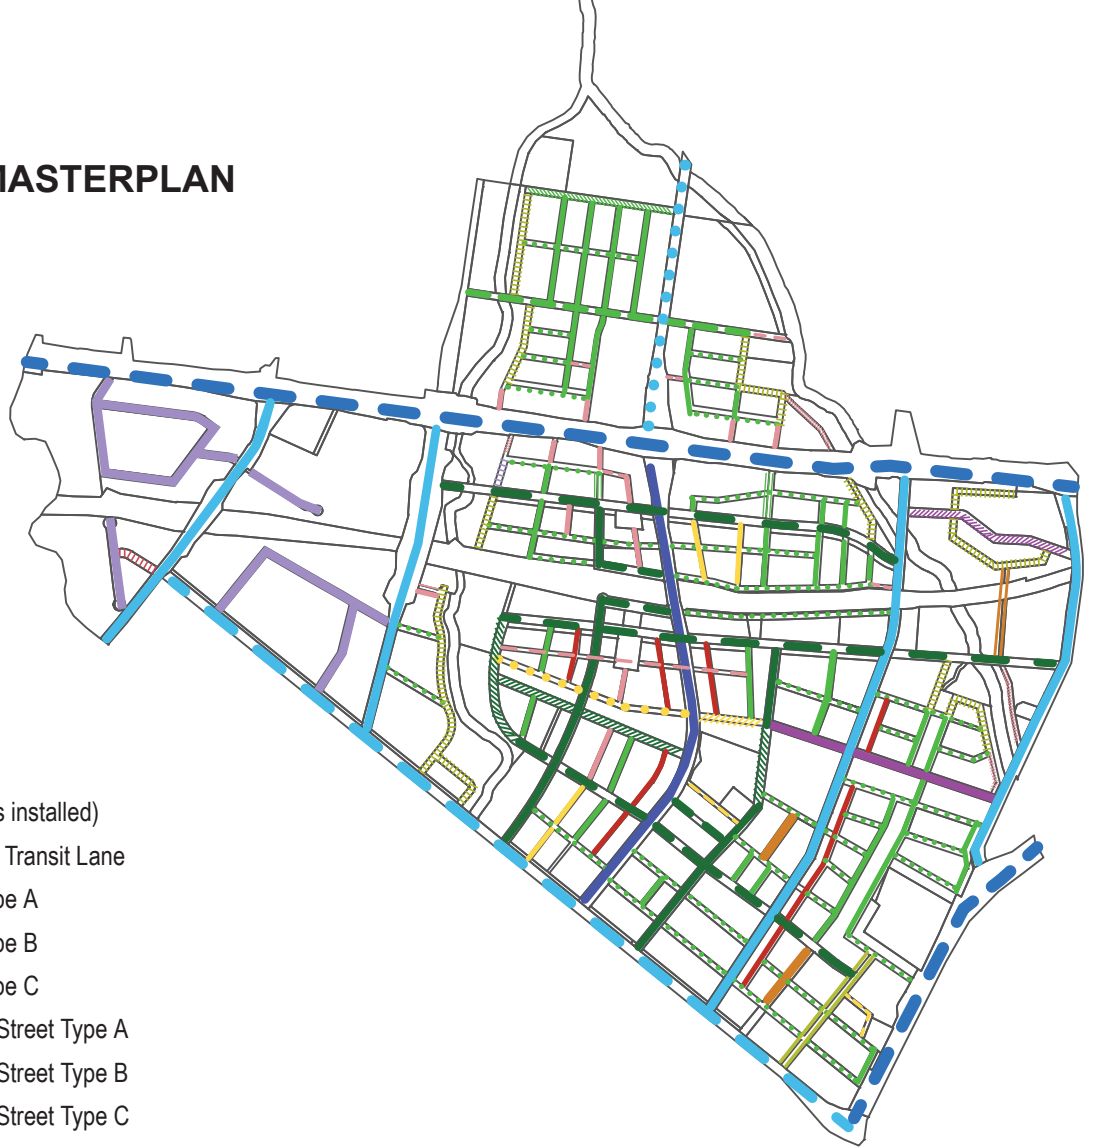 MASTERPLAN
s installed)
Transit Lane
pe A
pe B
pe C
Street Type A
Street Type B
Street Type C